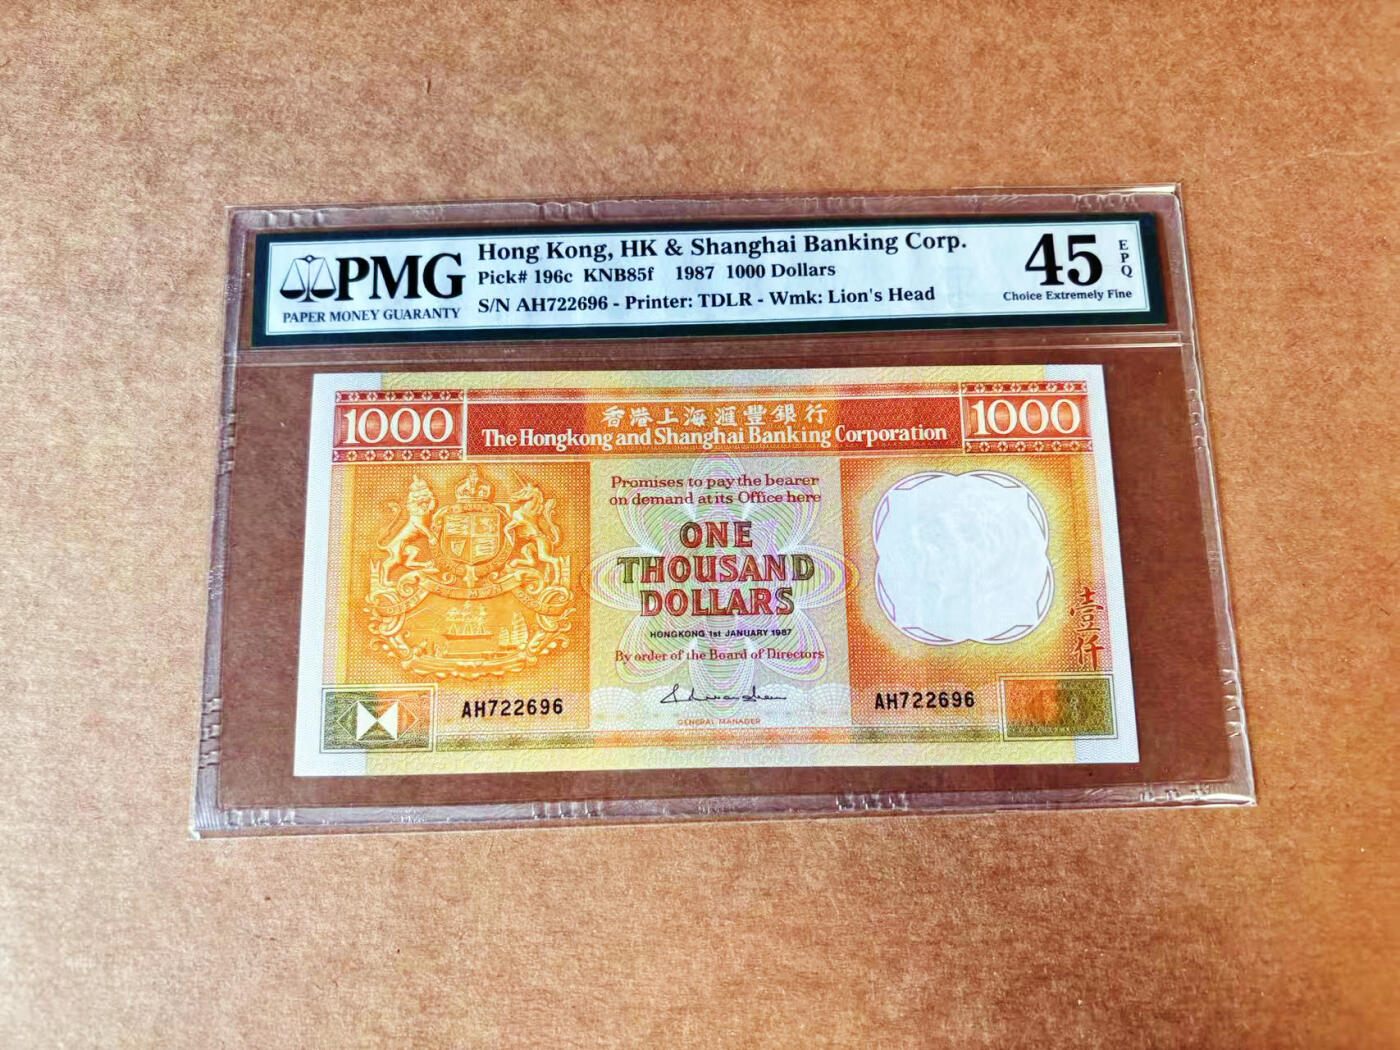 PMG
PAPER MONEY GUARANTY
Hong Kong, HK & Shanghai Banking Corp.
Pick# 196c KNB85f 1987 1000 Dollars
S/N AH722696 - Printer: TDLR - Wmk: Lion's Head
45
EPQ
Choice Extremely Fine
1000
香港上海滙豐銀行
The Hongkong and Shanghai Banking Corporation
1000
Promises to pay the bearer
on demand at its Office here
ONE
THOUSAND
DOLLARS
HONGKONG 1st JANUARY 1987
By order of the Board of Directors
GENERAL MANAGER
AH722696
AH722696
壹仟